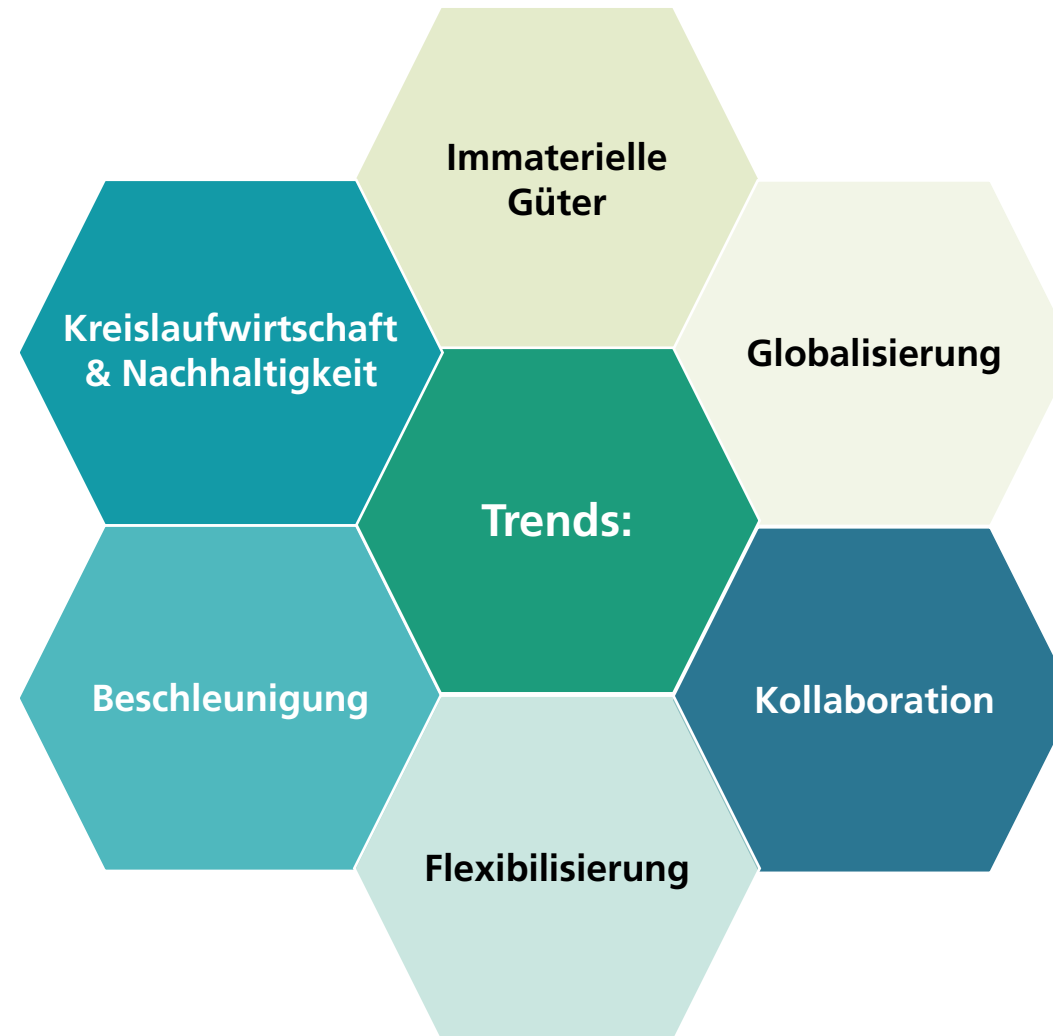 Immaterielle
Güter
Kreislaufwirtschaft
& Nachhaltigkeit
Globalisierung
Trends:
Beschleunigung
Kollaboration
Flexibilisierung